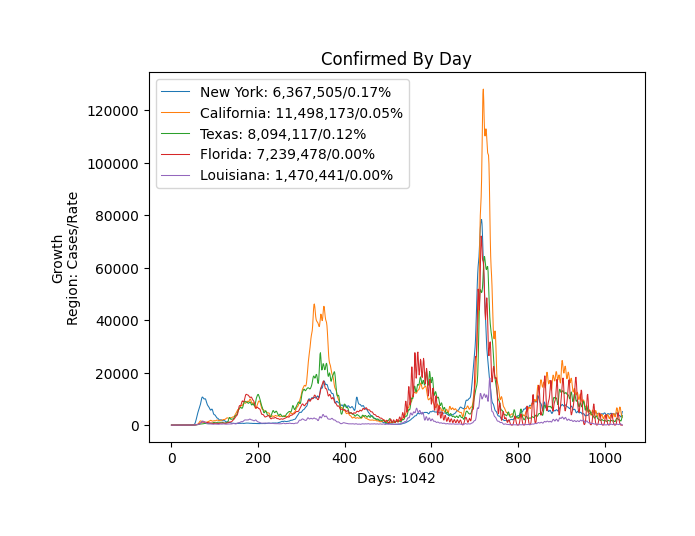 Confirmed By Day
New York: 6,367,505/0.17%
California: 11,498,173/0.05%
Texas: 8,094,117/0.12%
Florida: 7,239,478/0.00%
Louisiana: 1,470,441/0.00%
120000
100000
80000
60000
40000
20000
0
Growth
Region: Cases/Rate
0 200 400 600 800 1000
Days: 1042